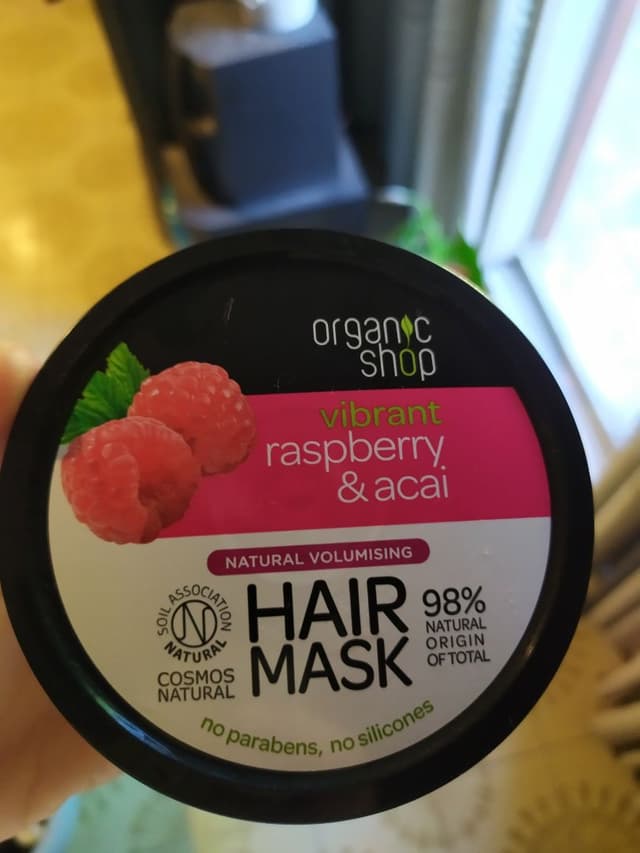 organic
shop
vibrant
raspberry
& acai
NATURAL VOLUMISING
HAIR
MASK
SOIL ASSOCIATION
N
NATURAL
COSMOS
NATURAL
98%
NATURAL
ORIGIN
OF TOTAL
no parabens, no silicones